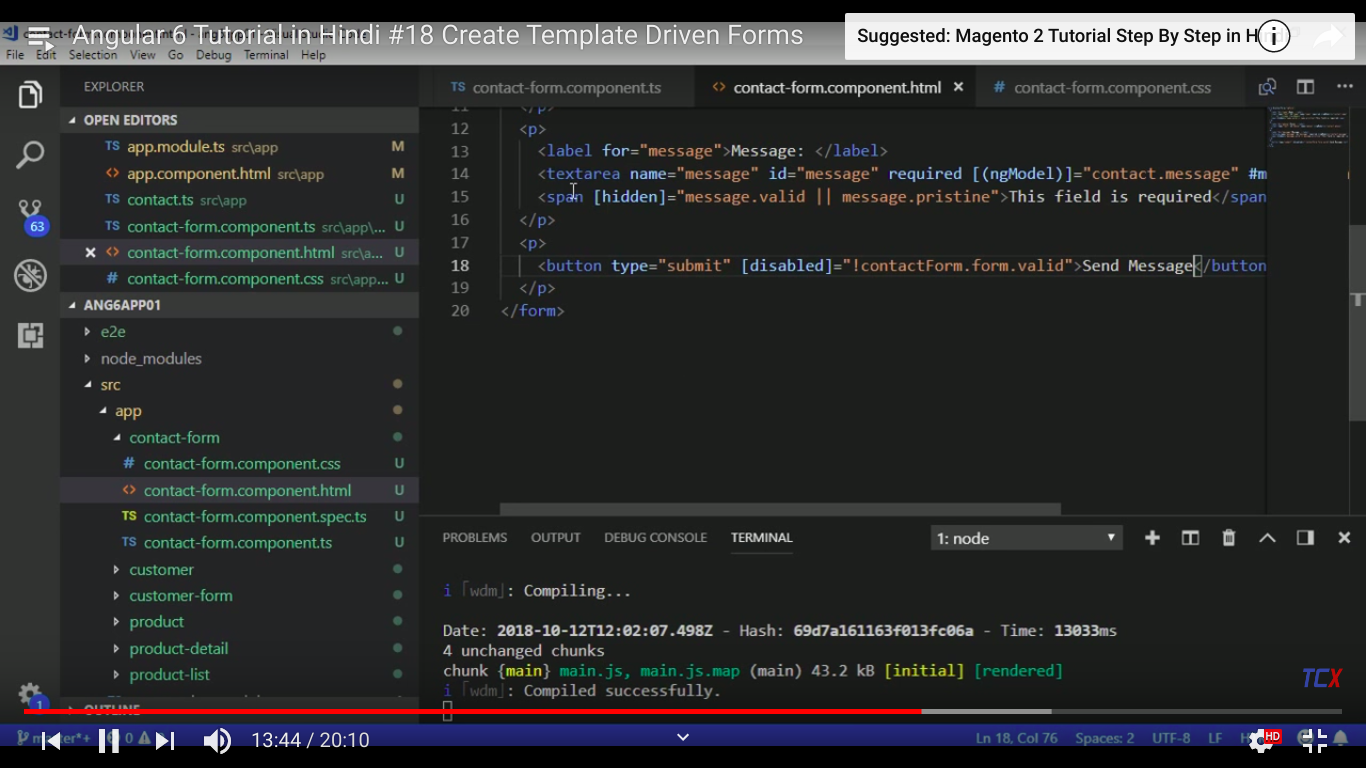 Angular 6 Tutorial in Hindi #18 Create Template Driven Forms
Suggested: Magento 2 Tutorial Step By Step in H
File Edit Selection View Go Debug Terminal Help
EXPLORER
OPEN EDITORS
TS app.module.ts src\app M
<> app.component.html src\app M
TS contact.ts src\app U
TS contact-form.component.ts src\app\... U
<> contact-form.component.html src\a... U
# contact-form.component.css src\app... U
63
ANG6APP01
e2e
node_modules
src
app
contact-form
# contact-form.component.css U
<> contact-form.component.html U
TS contact-form.component.spec.ts U
TS contact-form.component.ts U
customer
customer-form
product
product-detail
product-list
OUTLINE
1
TS contact-form.component.ts <> contact-form.component.html # contact-form.component.css
11 </p>
12 <p>
13 <label for="message">Message: </label>
14 <textarea name="message" id="message" required [(ngModel)]="contact.message" #m
15 <span [hidden]="message.valid || message.pristine">This field is required</span
16 </p>
17 <p>
18 <button type="submit" [disabled]="!contactForm.form.valid">Send Message</button
19 </p>
20 </form>
PROBLEMS OUTPUT DEBUG CONSOLE TERMINAL 1: node
i ｢wdm｣: Compiling...
Date: 2018-10-12T12:02:07.498Z - Hash: 69d7a161163f013fc06a - Time: 13033ms
4 unchanged chunks
chunk {main} main.js, main.js.map (main) 43.2 kB [initial] [rendered]
i ｢wdm｣: Compiled successfully.
TCX
13:44 / 20:10
Ln 18, Col 76 Spaces: 2 UTF-8 LF
HD